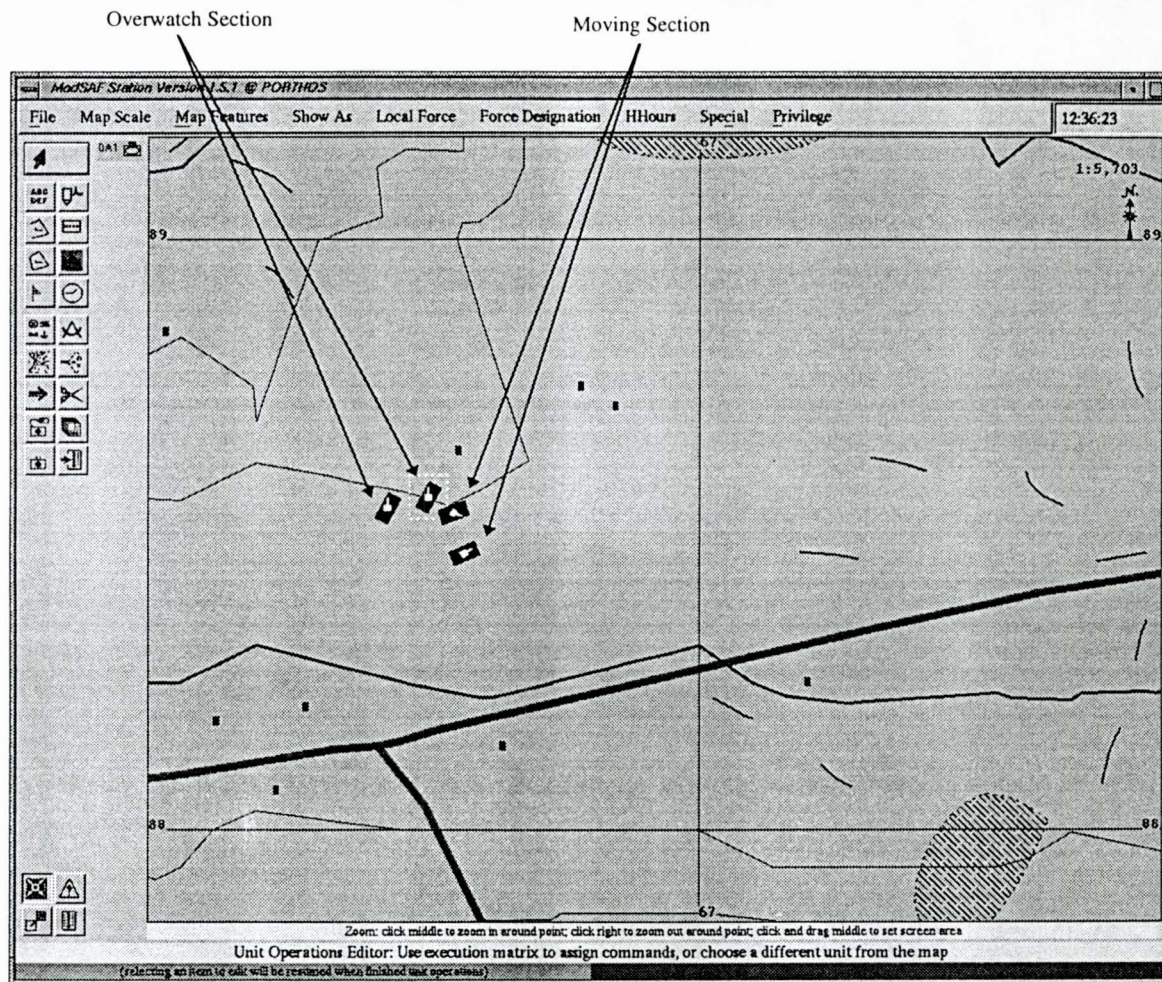 Overwatch Section
Moving Section
ModSAF Station Version 1.5.1 @ PORTHOS
File Map Scale Map Features Show As Local Force Force Designation HHours Special Privilege 12:36:23
0A1
67
1:5,703
N
ABC
DEF
89 89
88 88
67
Zoom: click middle to zoom in around point; click right to zoom out around point; click and drag middle to set screen area
Unit Operations Editor: Use execution matrix to assign commands, or choose a different unit from the map
(selecting an item to edit will be resumed when finished unit operations)